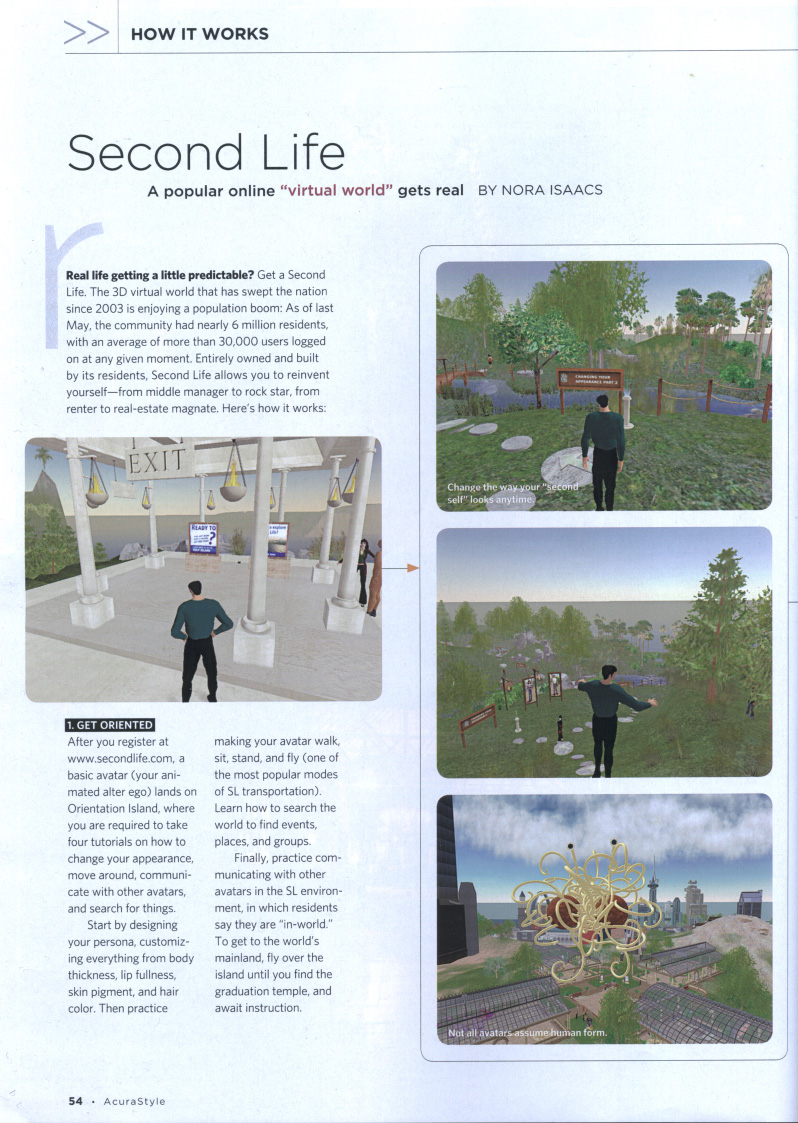 >> HOW IT WORKS
Second Life
A popular online “virtual world” gets real BY NORA ISAACS
r
Real life getting a little predictable? Get a Second
Life. The 3D virtual world that has swept the nation
since 2003 is enjoying a population boom: As of last
May, the community had nearly 6 million residents,
with an average of more than 30,000 users logged
on at any given moment. Entirely owned and built
by its residents, Second Life allows you to reinvent
yourself—from middle manager to rock star, from
renter to real-estate magnate. Here’s how it works:
EXIT
READY TO
?
explore
Life!
1. GET ORIENTED
After you register at
www.secondlife.com, a
basic avatar (your ani-
mated alter ego) lands on
Orientation Island, where
you are required to take
four tutorials on how to
change your appearance,
move around, communi-
cate with other avatars,
and search for things.
Start by designing
your persona, customiz-
ing everything from body
thickness, lip fullness,
skin pigment, and hair
color. Then practice
making your avatar walk,
sit, stand, and fly (one of
the most popular modes
of SL transportation).
Learn how to search the
world to find events,
places, and groups.
Finally, practice com-
municating with other
avatars in the SL environ-
ment, in which residents
say they are “in-world.”
To get to the world’s
mainland, fly over the
island until you find the
graduation temple, and
await instruction.
CHANGING YOUR
APPEARANCE PART 2
Change the way your “second
self” looks anytime.
Not all avatars assume human form.
54 • AcuraStyle